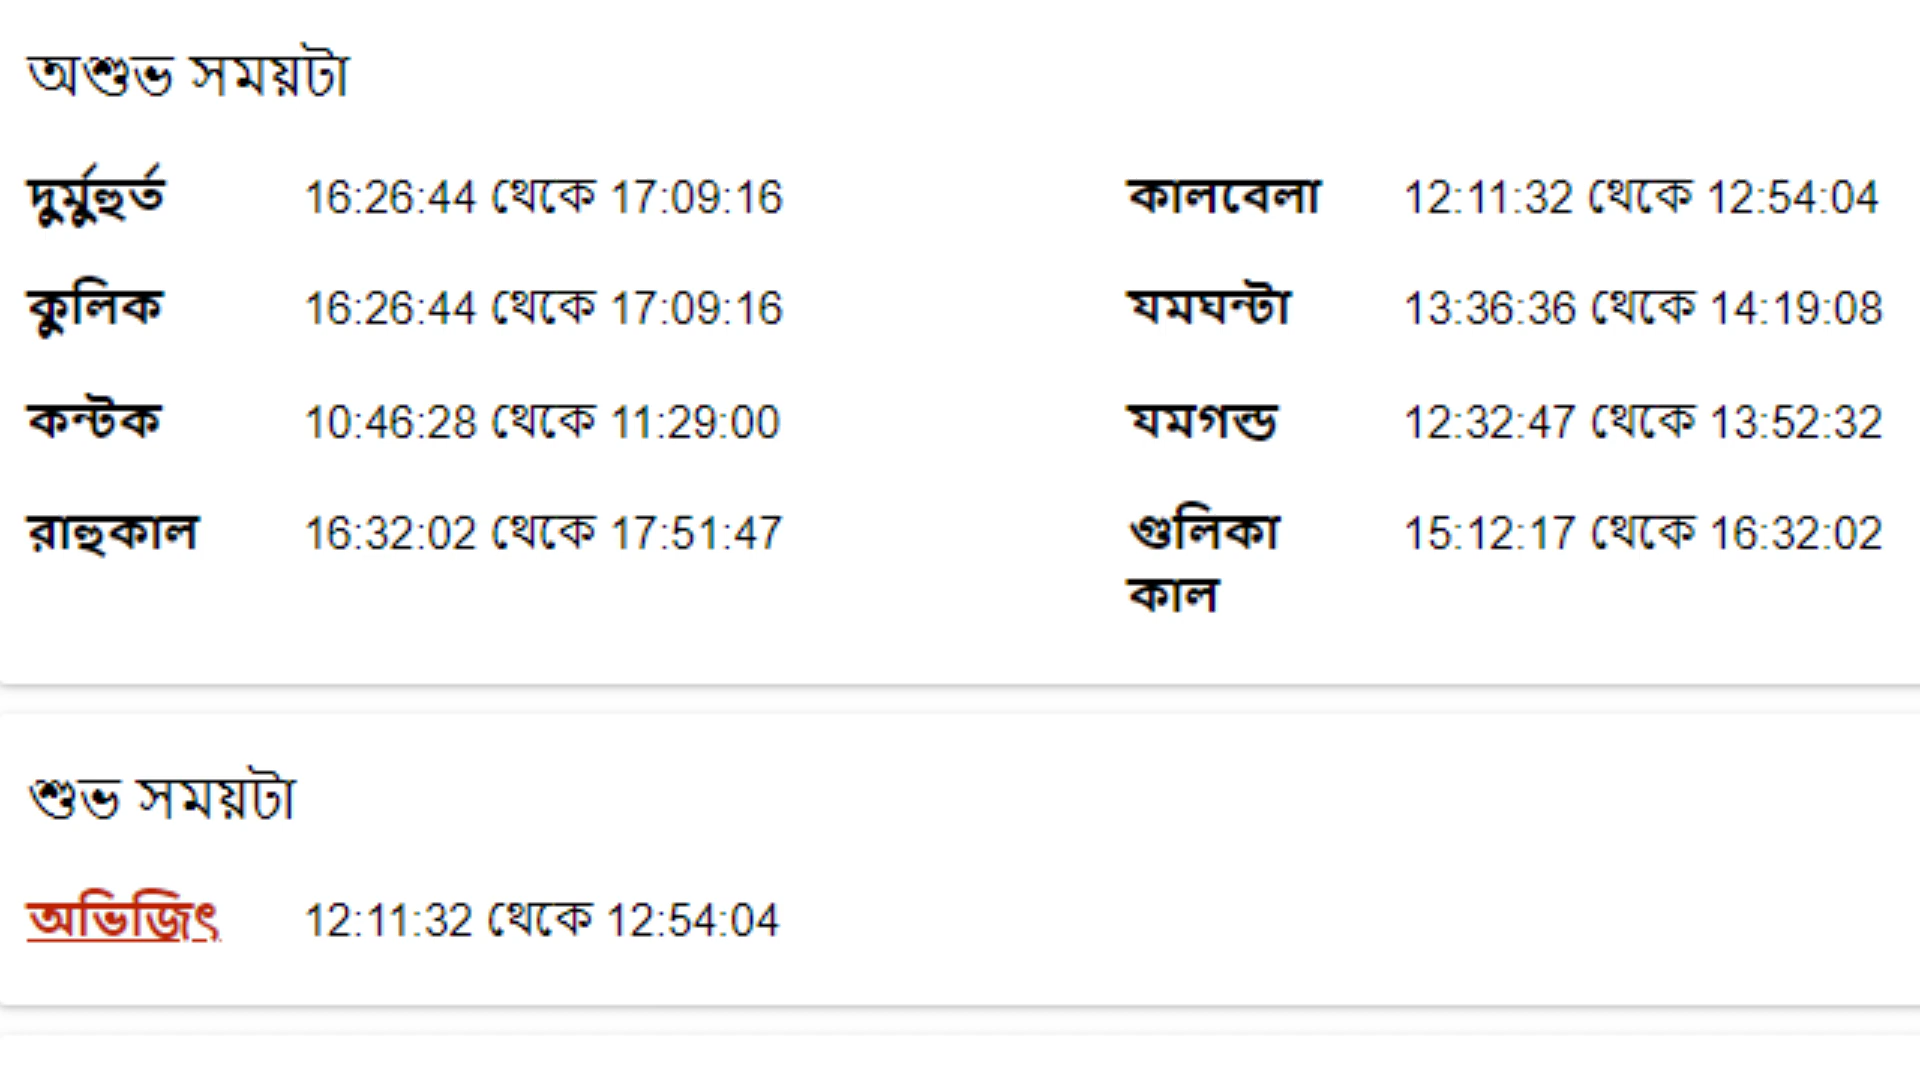 অশুভ সময়টা
দুর্মুহুর্ত 16:26:44 থেকে 17:09:16 কালবেলা 12:11:32 থেকে 12:54:04
কুলিক 16:26:44 থেকে 17:09:16 যমঘন্টা 13:36:36 থেকে 14:19:08
কন্টক 10:46:28 থেকে 11:29:00 যমগন্ড 12:32:47 থেকে 13:52:32
রাহুকাল 16:32:02 থেকে 17:51:47 গুলিকা 15:12:17 থেকে 16:32:02
কাল
শুভ সময়টা
অভিজিৎ 12:11:32 থেকে 12:54:04